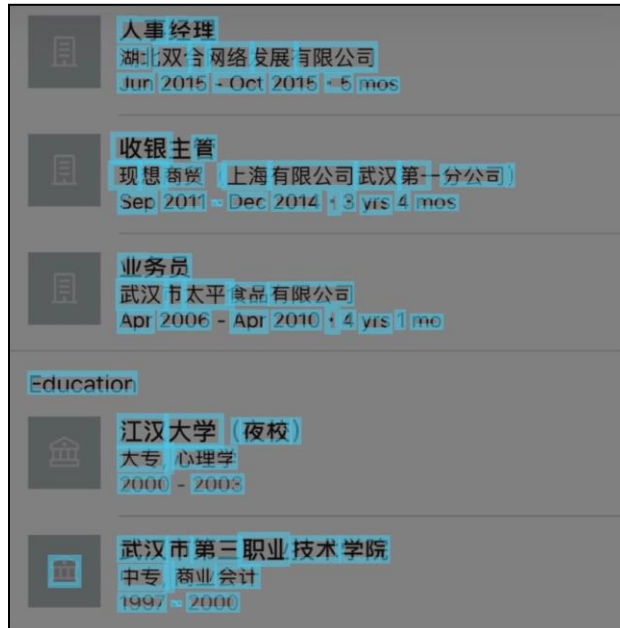 人事经理
湖北双合网络发展有限公司
Jun 2015 - Oct 2015 · 5 mos
收银主管
现想商贸（上海有限公司武汉第一分公司）
Sep 2011 - Dec 2014 · 3 yrs 4 mos
业务员
武汉市太平食品有限公司
Apr 2006 - Apr 2010 · 4 yrs 1 mo
Education
江汉大学（夜校）
大专, 心理学
2000 - 2003
武汉市第三职业技术学院
中专, 商业会计
1997 - 2000